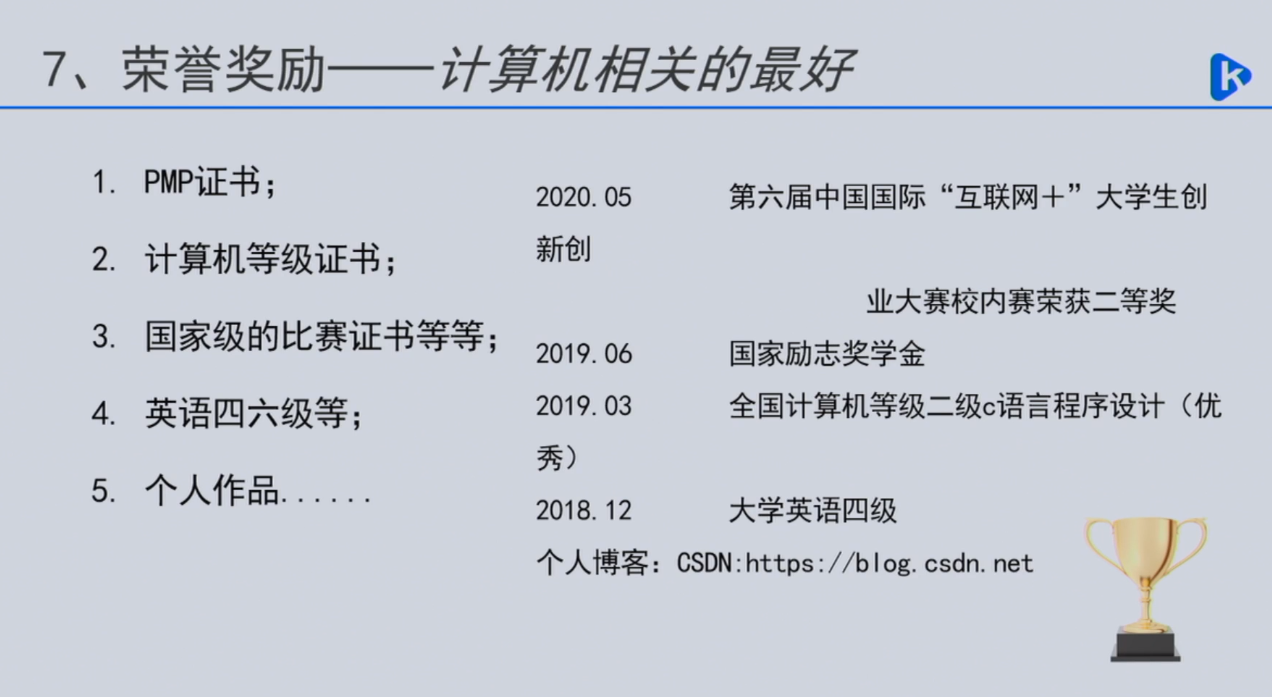 7、荣誉奖励——计算机相关的最好
k
1. PMP证书；
2. 计算机等级证书；
3. 国家级的比赛证书等等；
4. 英语四六级等；
5. 个人作品......
2020.05 第六届中国国际“互联网＋”大学生创
新创
业大赛校内赛荣获二等奖
2019.06 国家励志奖学金
2019.03 全国计算机等级二级c语言程序设计（优
秀）
2018.12 大学英语四级
个人博客：CSDN:https://blog.csdn.net